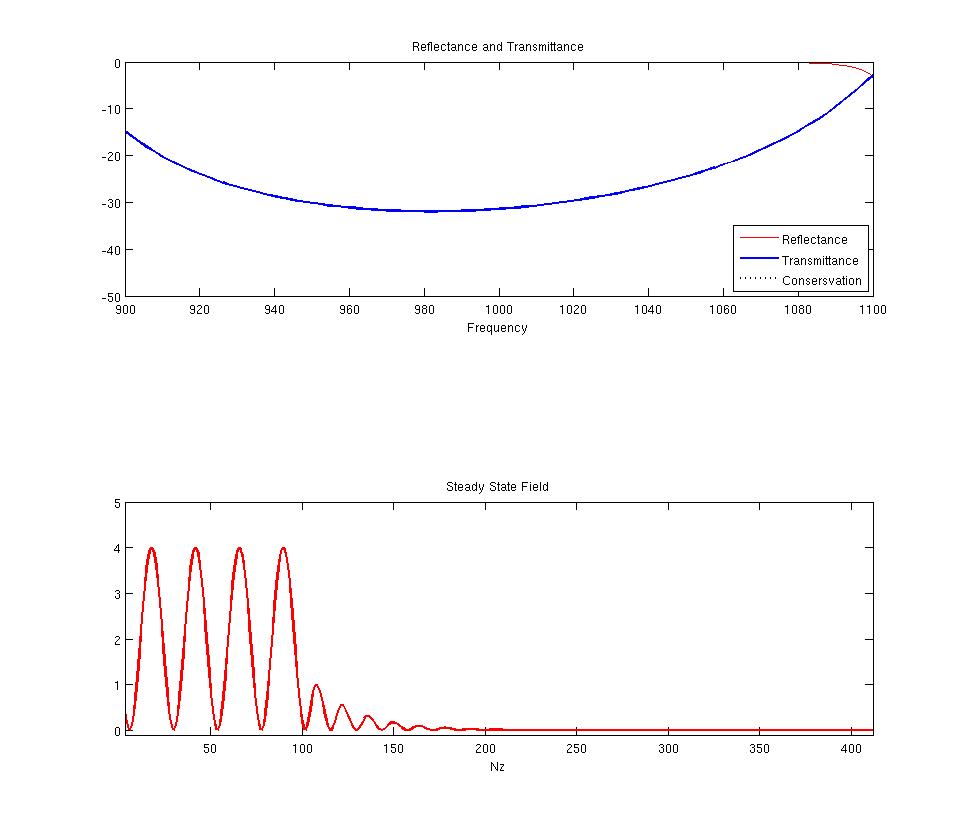 Reflectance and Transmittance
0
-10
-20
-30
-40
-50
900 920 940 960 980 1000 1020 1040 1060 1080 1100
Frequency
Reflectance
Transmittance
Consersvation
Steady State Field
5
4
3
2
1
0
50 100 150 200 250 300 350 400
Nz